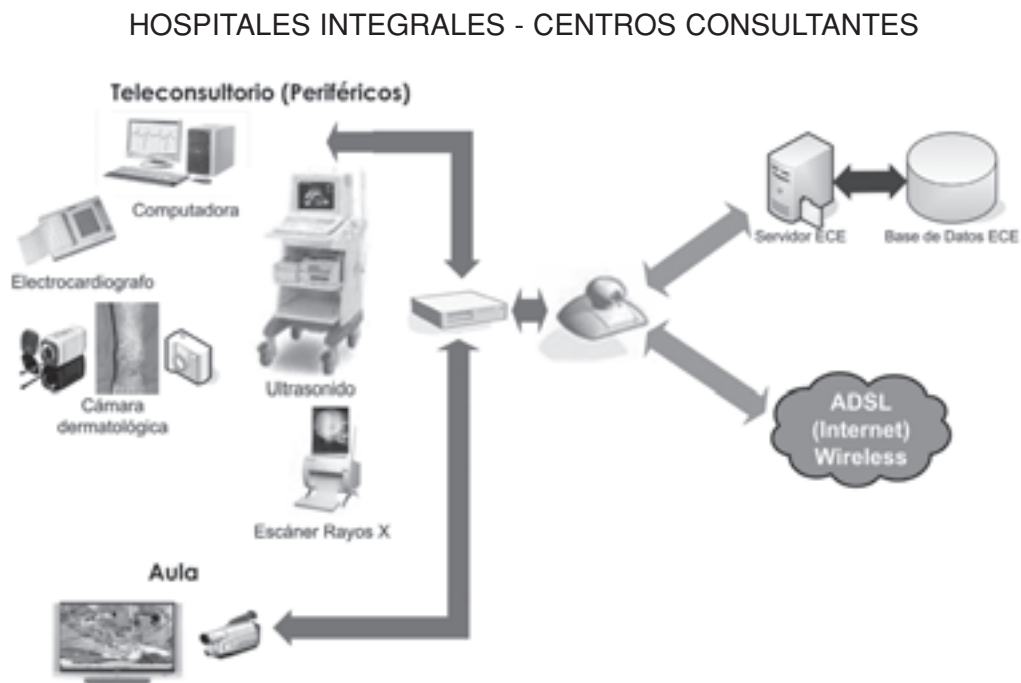 HOSPITALES INTEGRALES - CENTROS CONSULTANTES
Teleconsultorio (Periféricos)
Computadora
Electrocardiografo
Cámara
dermatológica
Ultrasonido
Escáner Rayos X
Aula
Servidor ECE
Base de Datos ECE
ADSL
(Internet)
Wireless